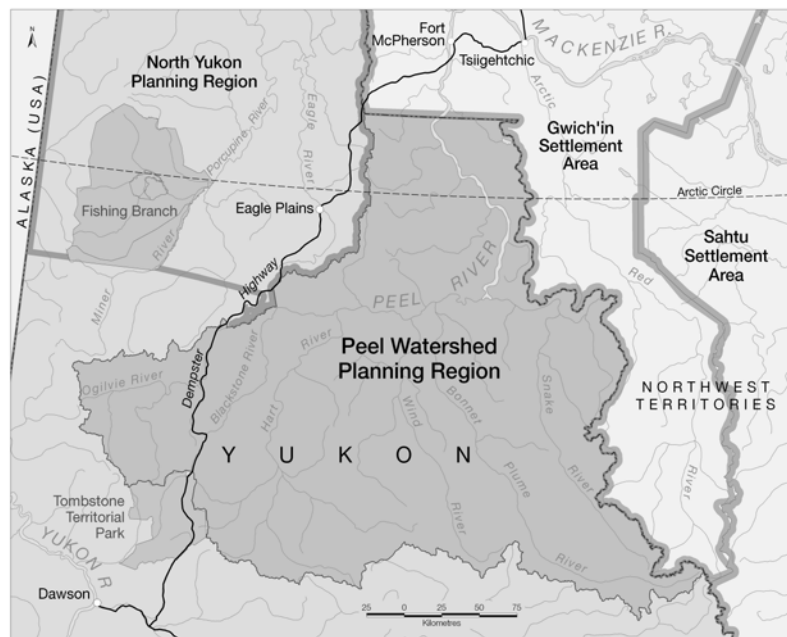 N
Fort
McPherson
MACKENZIE R.
Tsiigehtchic
North Yukon
Planning Region
ALASKA (USA)
Eagle
River
Porcupine River
Arctic
Gwich'in
Settlement
Area
Fishing Branch
River
Miner
Eagle Plains
Arctic Circle
Sahtu
Settlement
Area
Red
River
Highway
Dempster
PEEL RIVER
Peel Watershed
Planning Region
Ogilvie River
Blackstone River
Hart
River
Wind
River
Bonnet
Plume
River
Snake
River
NORTHWEST
TERRITORIES
YUKON
Tombstone
Territorial
Park
YUKON R.
Dawson
25 0 25 50 75
Kilometres